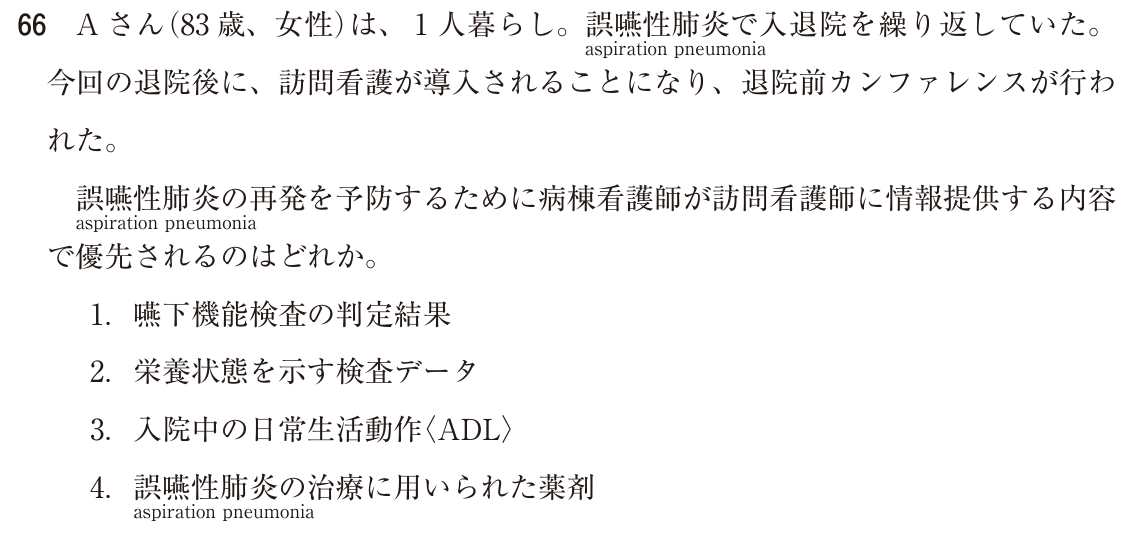 66 Aさん(83歳、女性)は、1人暮らし。誤嚥性肺炎で入退院を繰り返していた。
aspiration pneumonia
今回の退院後に、訪問看護が導入されることになり、退院前カンファレンスが行わ
れた。
誤嚥性肺炎の再発を予防するために病棟看護師が訪問看護師に情報提供する内容
aspiration pneumonia
で優先されるのはどれか。
1. 嚥下機能検査の判定結果
2. 栄養状態を示す検査データ
3. 入院中の日常生活動作〈ADL〉
4. 誤嚥性肺炎の治療に用いられた薬剤
aspiration pneumonia